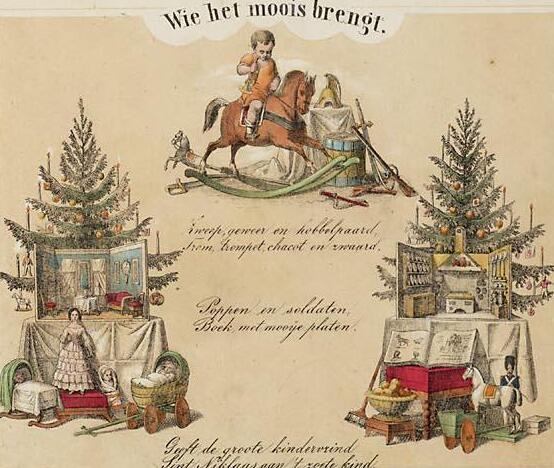 Wie het moois brengt.
Zweep, geweer en hobbelpaard,
Trom, trompet, chacot en zwaard.
Poppen en soldaten,
Boek met mooije platen.
Geeft de groote kindervrind
Sint Niklaas aan 't zoete kind